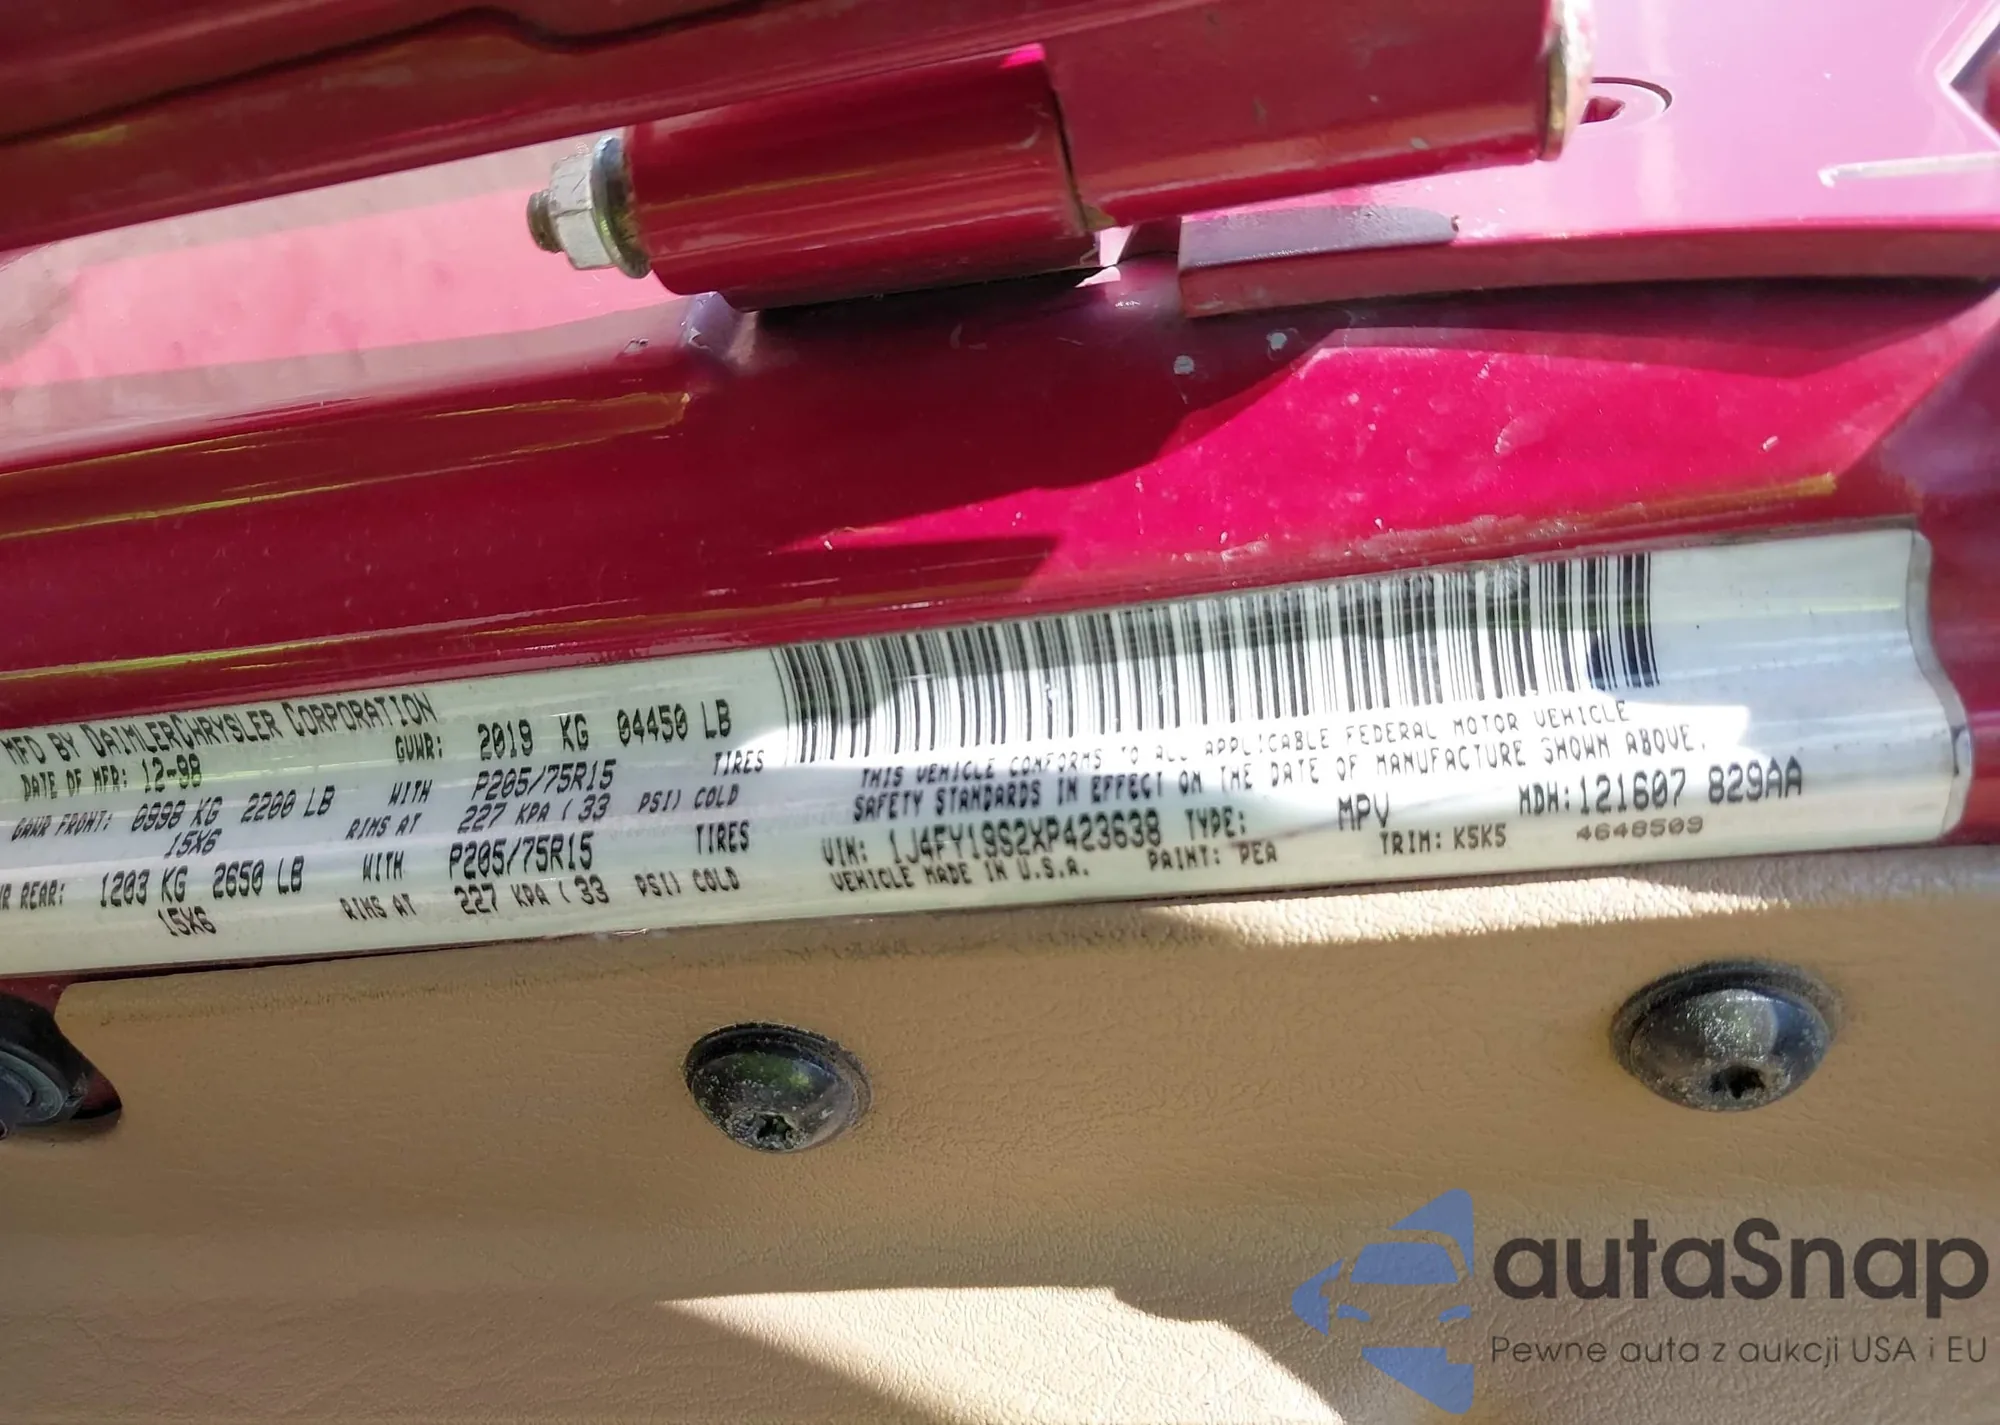 MFD BY DAIMLERCHRYSLER CORPORATION
DATE OF MFR: 12-98 GVWR: 2019 KG 04450 LB
GAWR FRONT: 0998 KG 2200 LB WITH P205/75R15 TIRES
15X6 RIMS AT 227 KPA ( 33 PSI) COLD
R REAR: 1203 KG 2650 LB WITH P205/75R15 TIRES
15X6 RIMS AT 227 KPA ( 33 PSI) COLD
THIS VEHICLE CONFORMS TO ALL APPLICABLE FEDERAL MOTOR VEHICLE
SAFETY STANDARDS IN EFFECT ON THE DATE OF MANUFACTURE SHOWN ABOVE.
VIN: 1J4FY19S2XP423638 TYPE: MPV MDH:121607 829AA
VEHICLE MADE IN U.S.A. PAINT: PEA TRIM: K5K5 4648509
autaSnap
Pewne auta z aukcji USA i EU